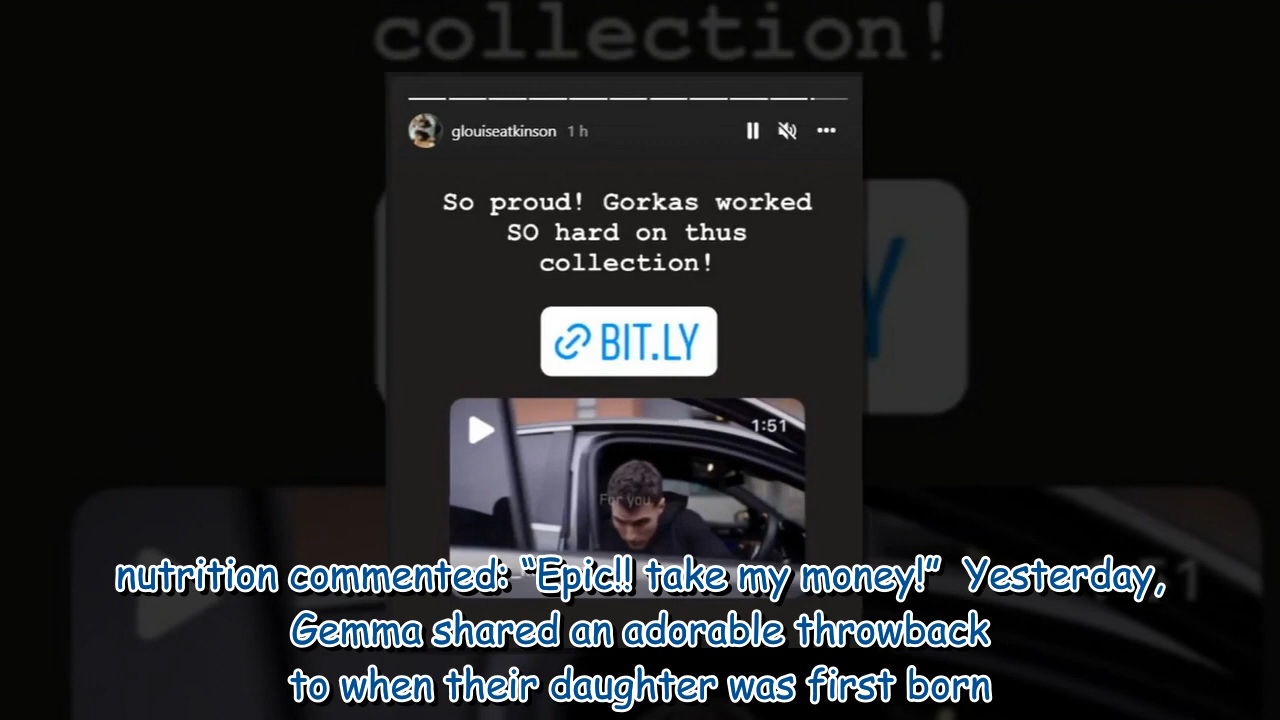 collection!
glouiseatkinson 1 h
So proud! Gorkas worked
SO hard on thus
collection!
BIT.LY
Y
1:51
For you
51
nutrition commented: “Epic!! take my money!” Yesterday,
Gemma shared an adorable throwback
to when their daughter was first born